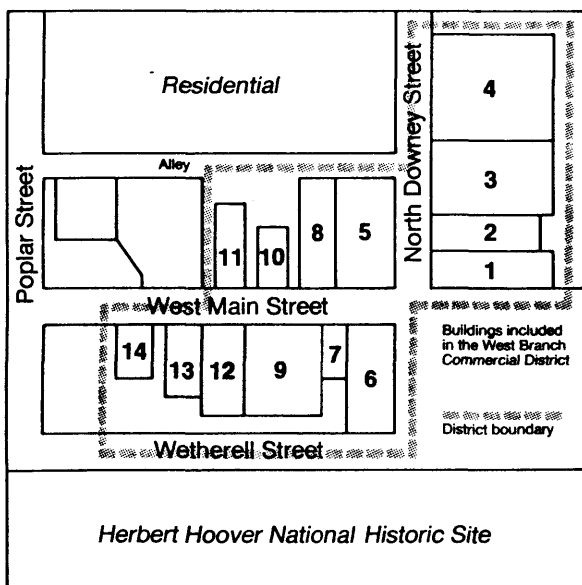 Residential
Alley
Poplar Street
North Downey Street
4
3
2
1
11
10
8
5
West Main Street
14
13
12
9
7
6
Wetherell Street
Buildings included
in the West Branch
Commercial District
District boundary
Herbert Hoover National Historic Site